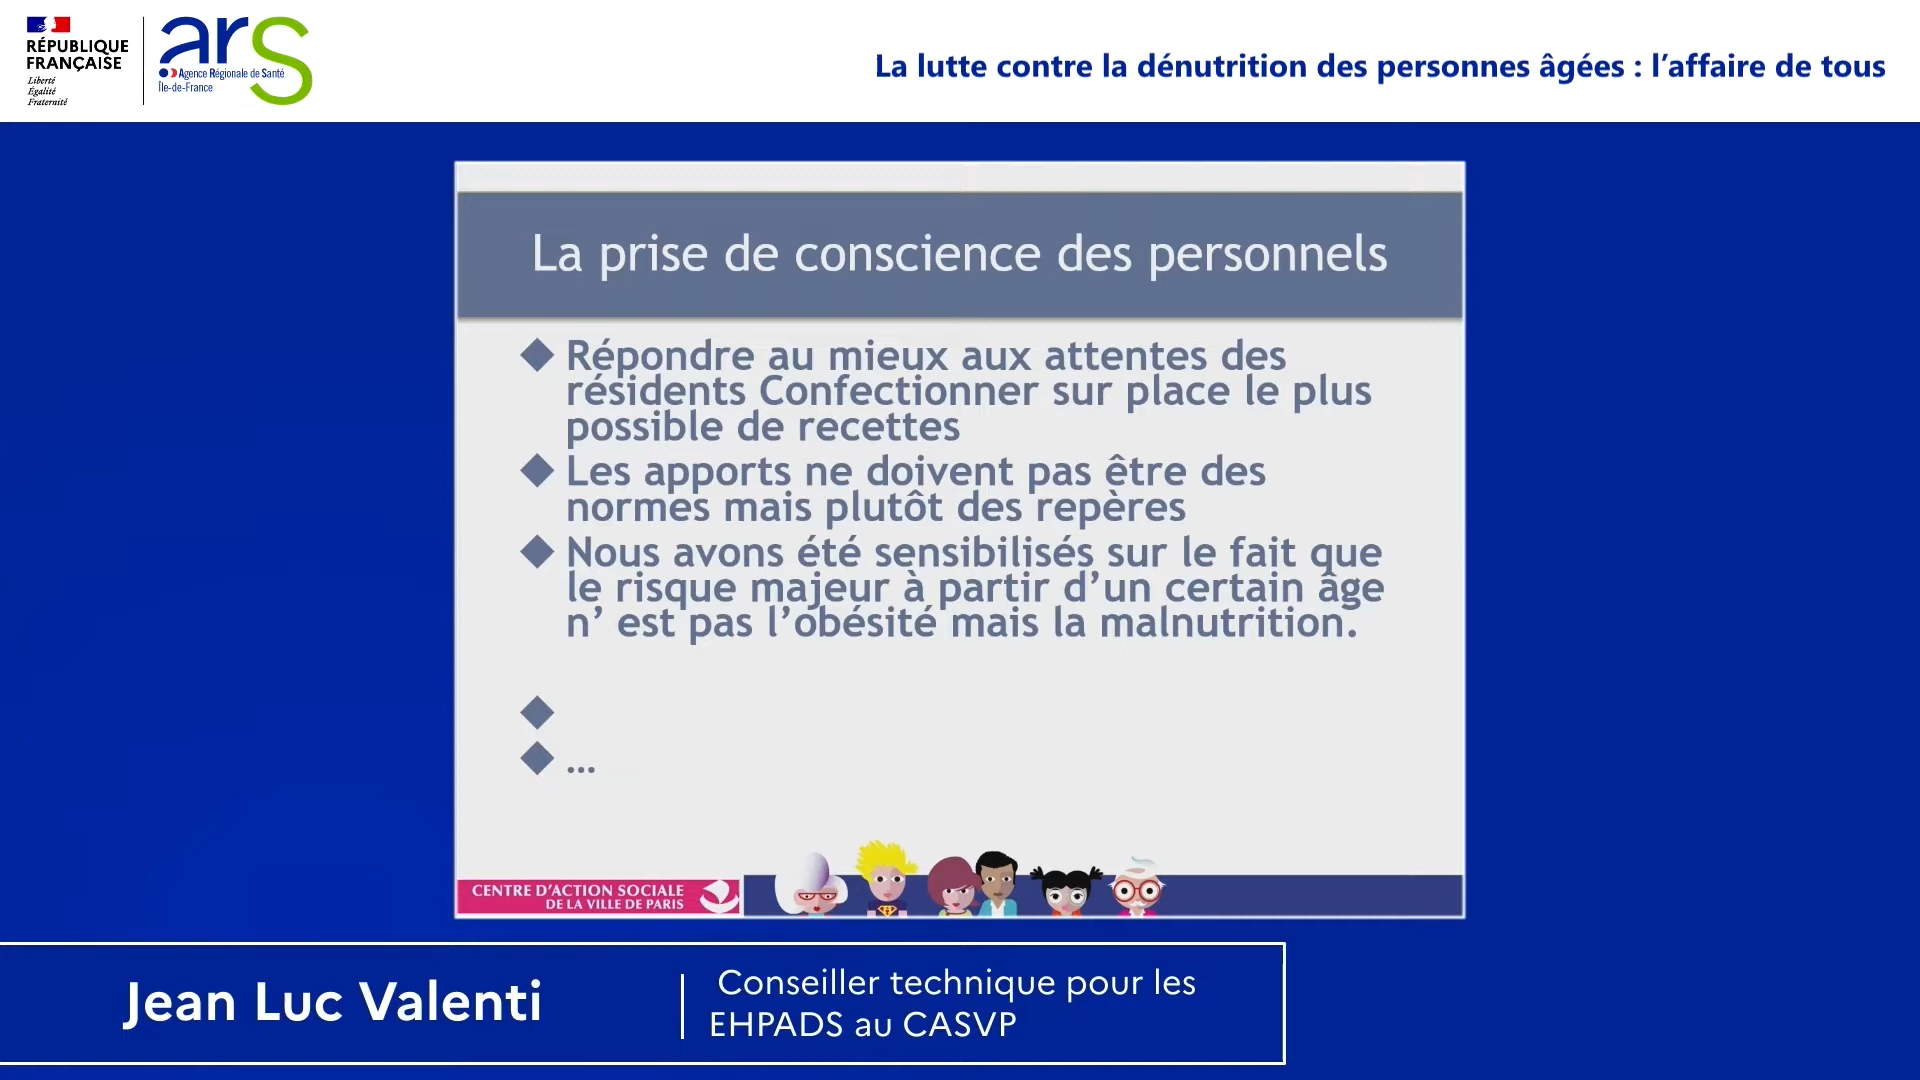 RÉPUBLIQUE
FRANÇAISE
Liberté
Égalité
Fraternité
ars
Agence Régionale de Santé
Île-de-France
La lutte contre la dénutrition des personnes âgées : l’affaire de tous
La prise de conscience des personnels
Répondre au mieux aux attentes des
résidents Confectionner sur place le plus
possible de recettes
Les apports ne doivent pas être des
normes mais plutôt des repères
Nous avons été sensibilisés sur le fait que
le risque majeur à partir d’un certain âge
n’ est pas l’obésité mais la malnutrition.
...
CENTRE D’ACTION SOCIALE
DE LA VILLE DE PARIS
Jean Luc Valenti
Conseiller technique pour les
EHPADS au CASVP